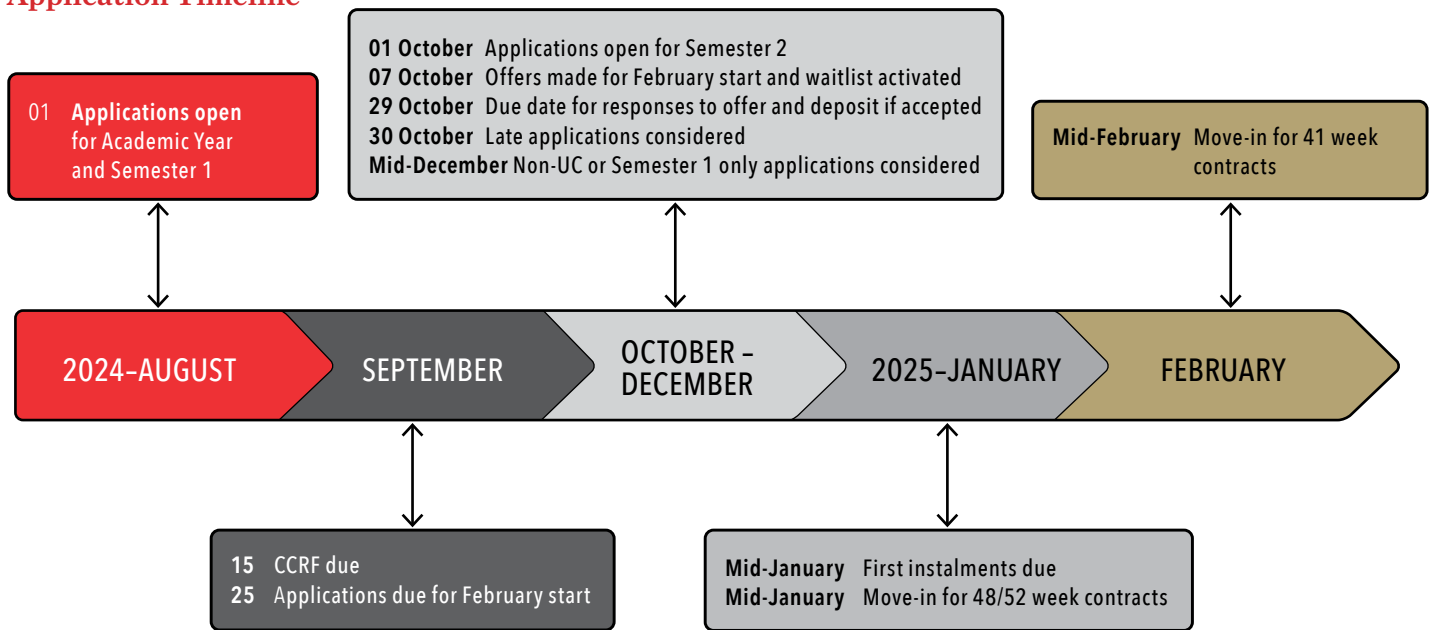 Application Timeline
01 Applications open
for Academic Year
and Semester 1
01 October Applications open for Semester 2
07 October Offers made for February start and waitlist activated
29 October Due date for responses to offer and deposit if accepted
30 October Late applications considered
Mid-December Non-UC or Semester 1 only applications considered
Mid-February Move-in for 41 week
contracts
2024–AUGUST
SEPTEMBER
OCTOBER –
DECEMBER
2025–JANUARY
FEBRUARY
15 CCRF due
25 Applications due for February start
Mid-January First instalments due
Mid-January Move-in for 48/52 week contracts